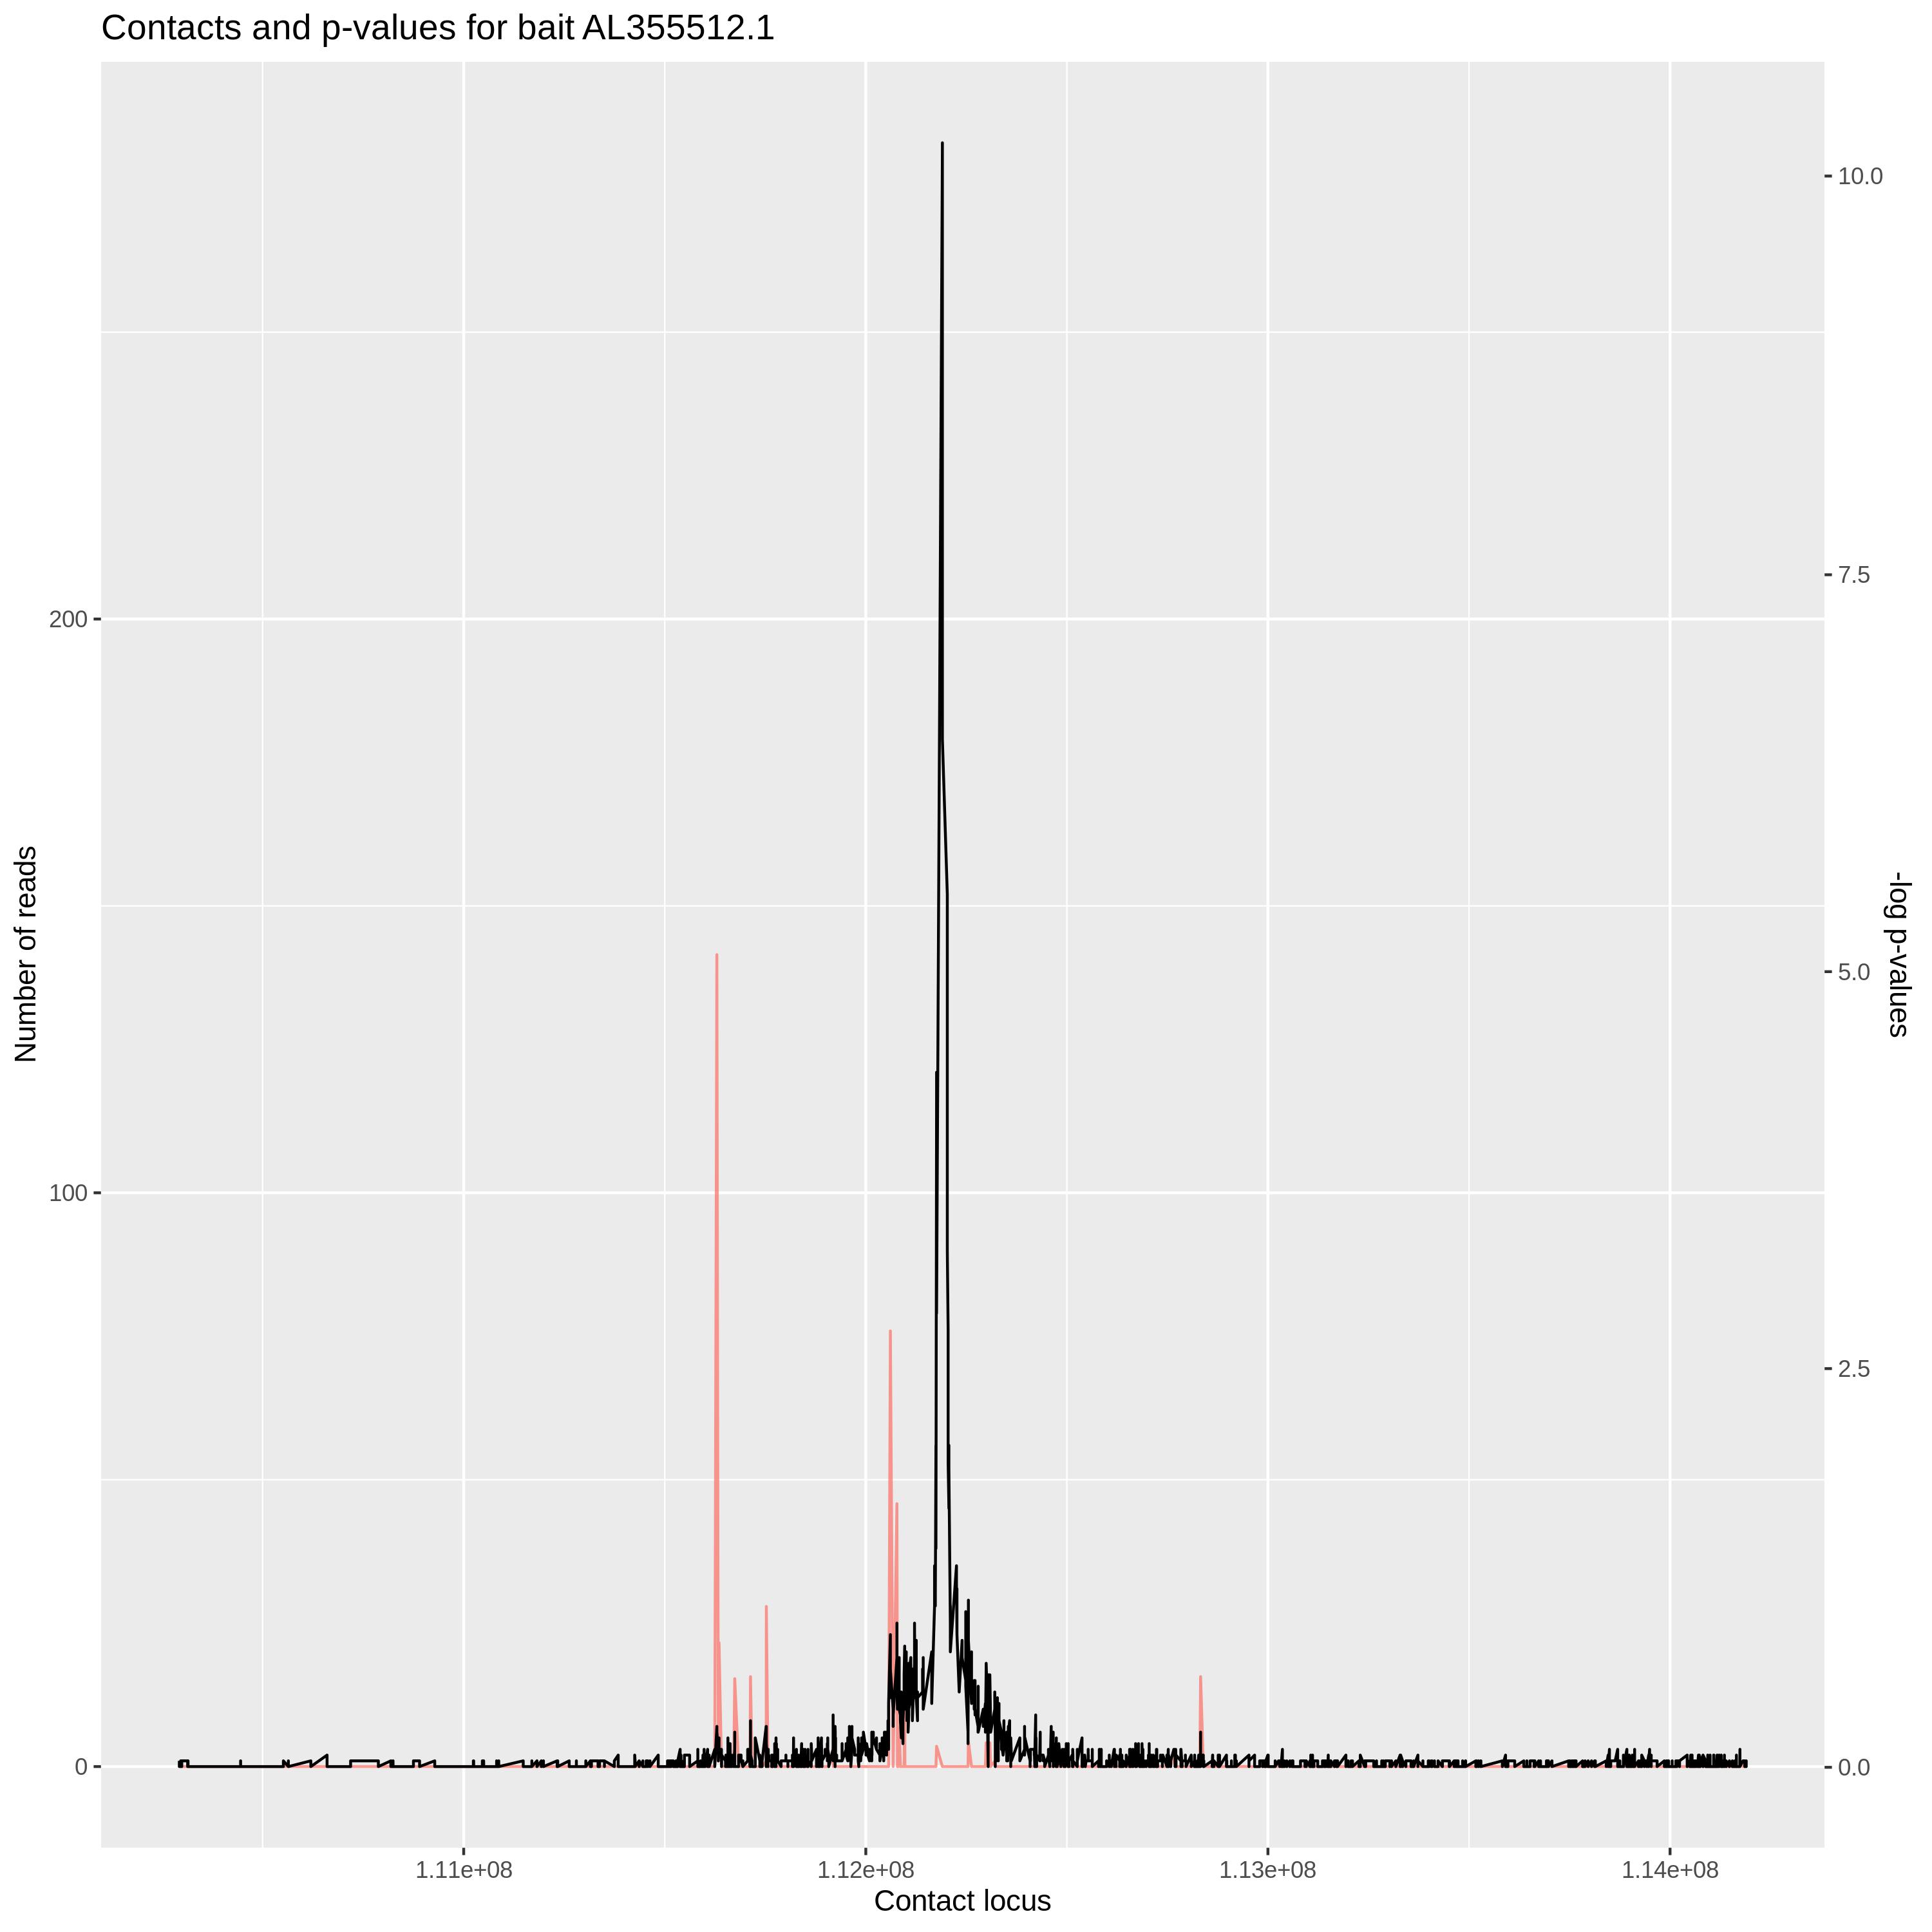 Contacts and p-values for bait AL355512.1
Number of reads
200
100
0
10.0
7.5
5.0
2.5
0.0
-log p-values
1.11e+08 1.12e+08 1.13e+08 1.14e+08
Contact locus